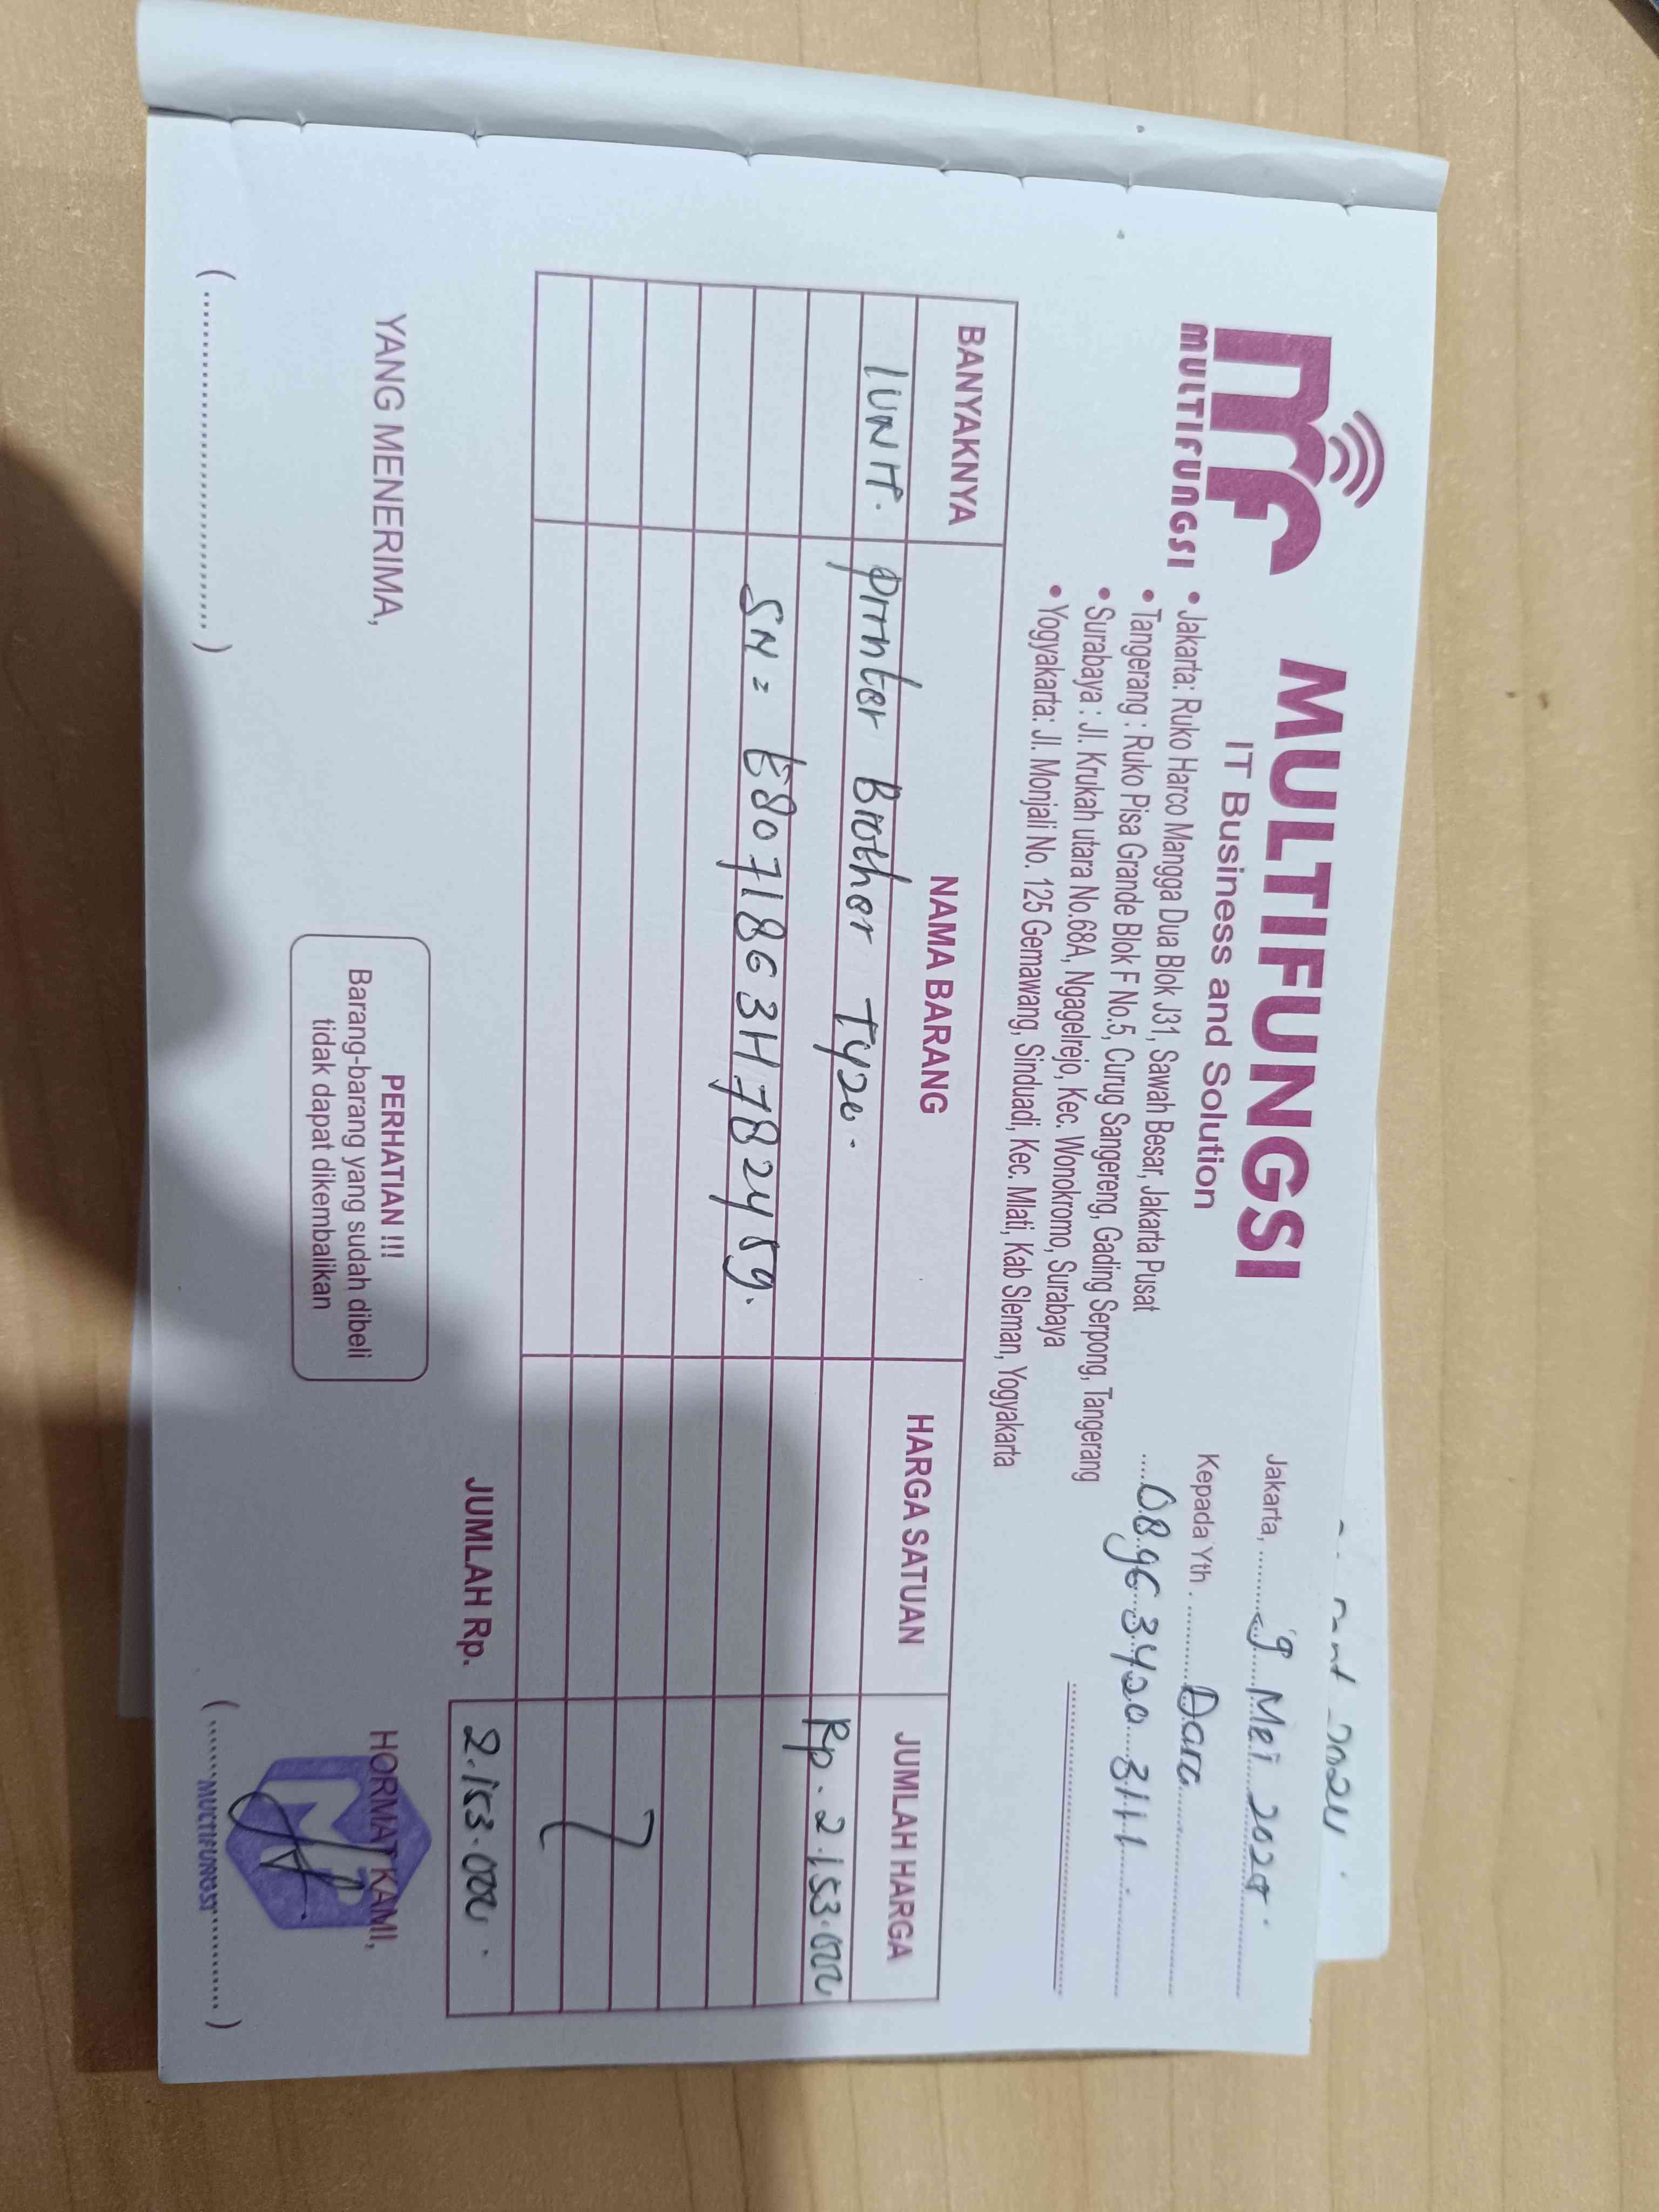 MULTIFUNGSI
MULTIFUNGSI
IT Business and Solution
• Jakarta: Ruko Harco Mangga Dua Blok J31, Sawah Besar, Jakarta Pusat
• Tangerang : Ruko Pisa Grande Blok F No.5, Curug Sangereng, Gading Serpong, Tangerang
• Surabaya : Jl. Krukah utara No.68A, Ngagelrejo, Kec. Wonokromo, Surabaya
• Yogyakarta: Jl. Monjali No. 125 Gemawang, Sinduadi, Kec. Mlati, Kab Sleman, Yogyakarta
Jakarta, 9 Mei
Kepada Yth. Dara
0896 3420 3111
BANYAKNYA NAMA BARANG HARGA SATUAN JUMLAH HARGA
1 UNIT. Printer Brother Rp. 2.153.000
SN =
JUMLAH Rp. 2.153.000.
YANG MENERIMA,
PERHATIAN !!!
Barang-barang yang sudah dibeli
tidak dapat dikembalikan
HORMAT KAMI,
MULTIFUNGSI